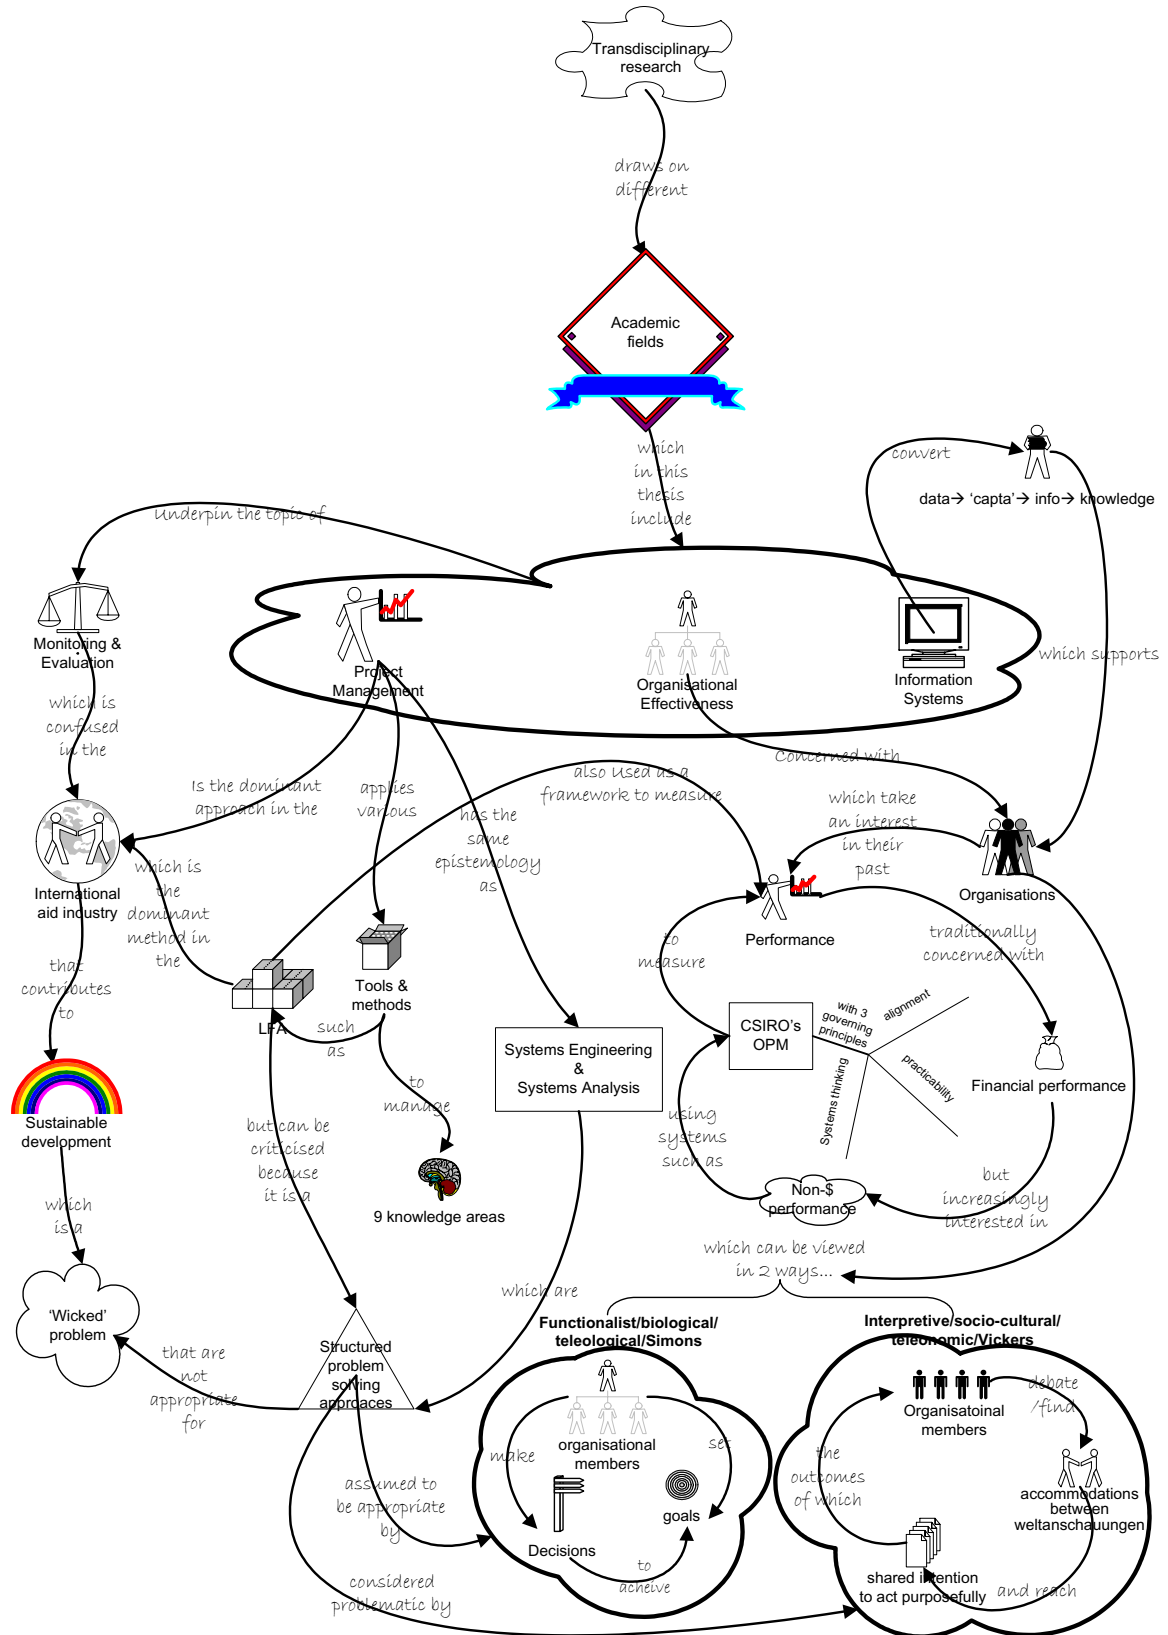 Transdisciplinary
research
draws on
different
Academic
fields
which
in this
thesis
include
convert
data→ 'capta'→ info→ knowledge
Underpin the topic of
Monitoring &
Evaluation
Project
Management
Organisational
Effectiveness
Information
Systems
which supports
which is
confused
in the
Is the dominant
approach in the
applies
various
has the
same
epistemology
as
also Used as a
framework to measure
Concerned with
which take
an interest
in their
past
Organisations
International
aid industry
which is
the
dominant
method in
the
Performance
traditionally
concerned with
to
measure
that
contributes
to
LFA
such
as
Tools &
methods
Systems Engineering
&
Systems Analysis
CSIRO's
OPM
with 3
governing
principles
alignment
practicability
Systems thinking
Financial performance
Sustainable
development
but can be
criticised
because
it is a
to
manage
9 knowledge areas
using
systems
such as
Non-$
performance
but
increasingly
interested in
which
is a
which can be viewed
in 2 ways...
'Wicked'
problem
which are
Structured
problem
solving
approaces
that are
not
appropriate
for
Functionalist/biological/
teleological/Simons
Interpretive/socio-cultural/
teleonomic/Vickers
organisational
members
make
set
Decisions
goals
to
acheive
Organisatoinal
members
debate
/find
accommodations
between
weltanschauungen
the
outcomes
of which
shared intention
to act purposefully
and reach
assumed to
be appropriate
by
considered
problematic by